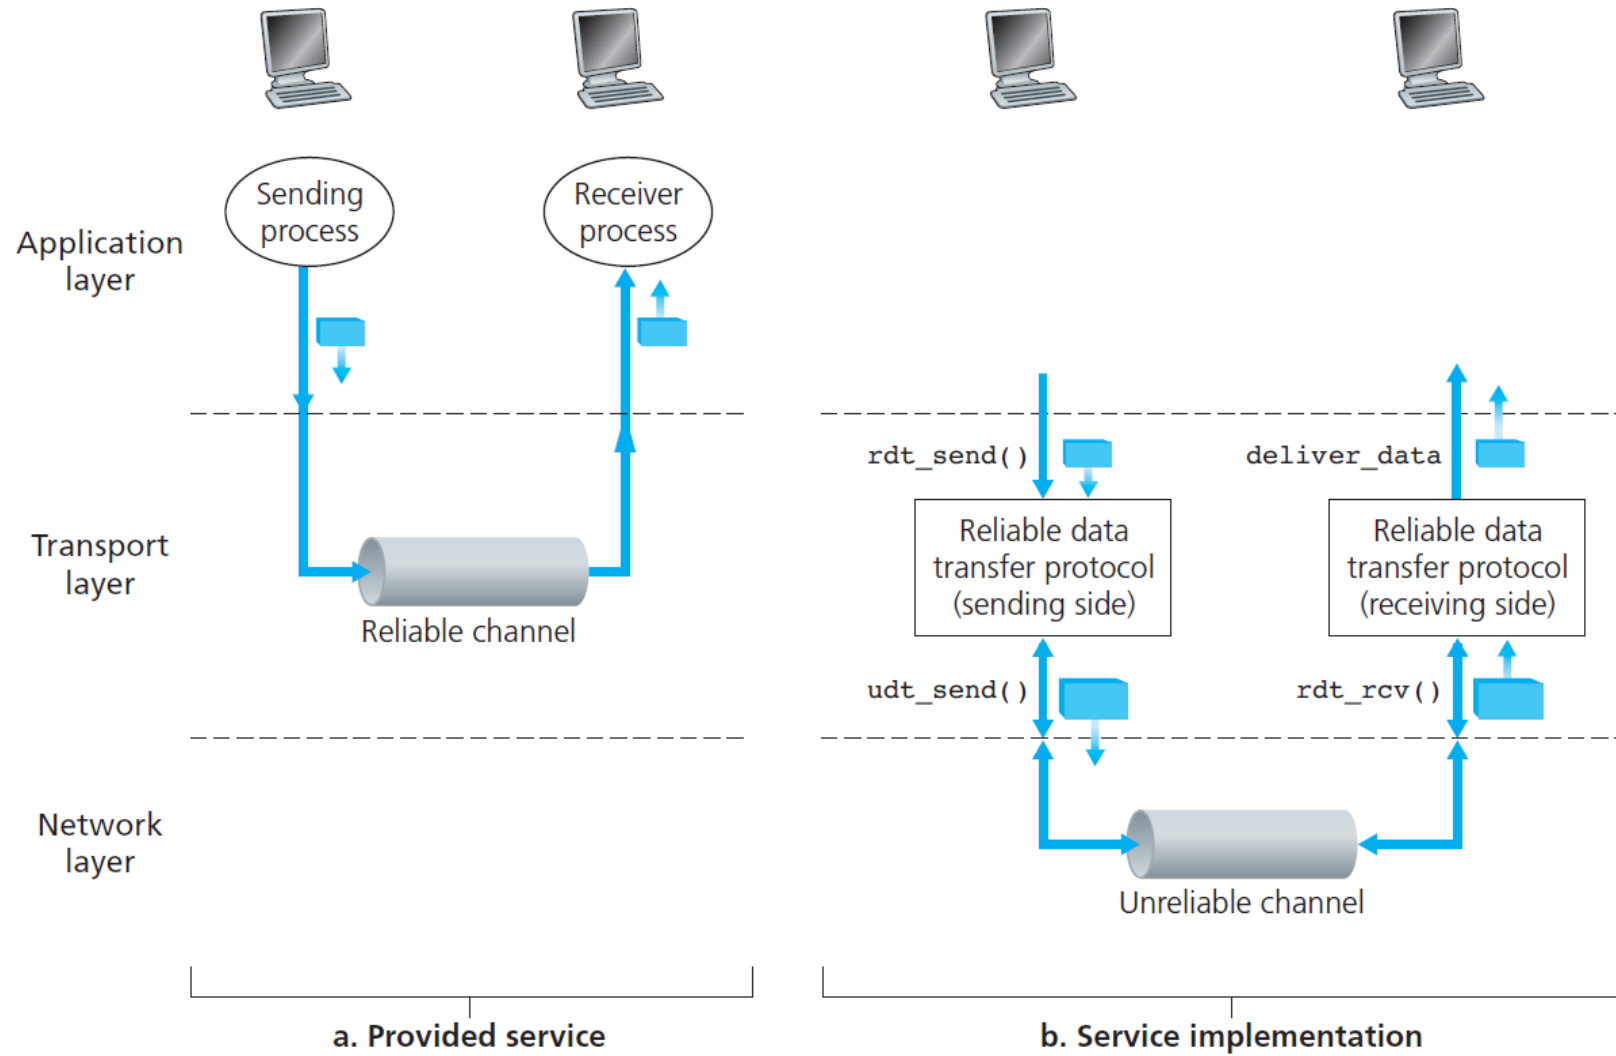 Sending
process
Receiver
process
Application
layer
rdt_send()
deliver_data
Transport
layer
Reliable channel
Reliable data
transfer protocol
(sending side)
Reliable data
transfer protocol
(receiving side)
udt_send()
rdt_rcv()
Network
layer
Unreliable channel
a. Provided service
b. Service implementation